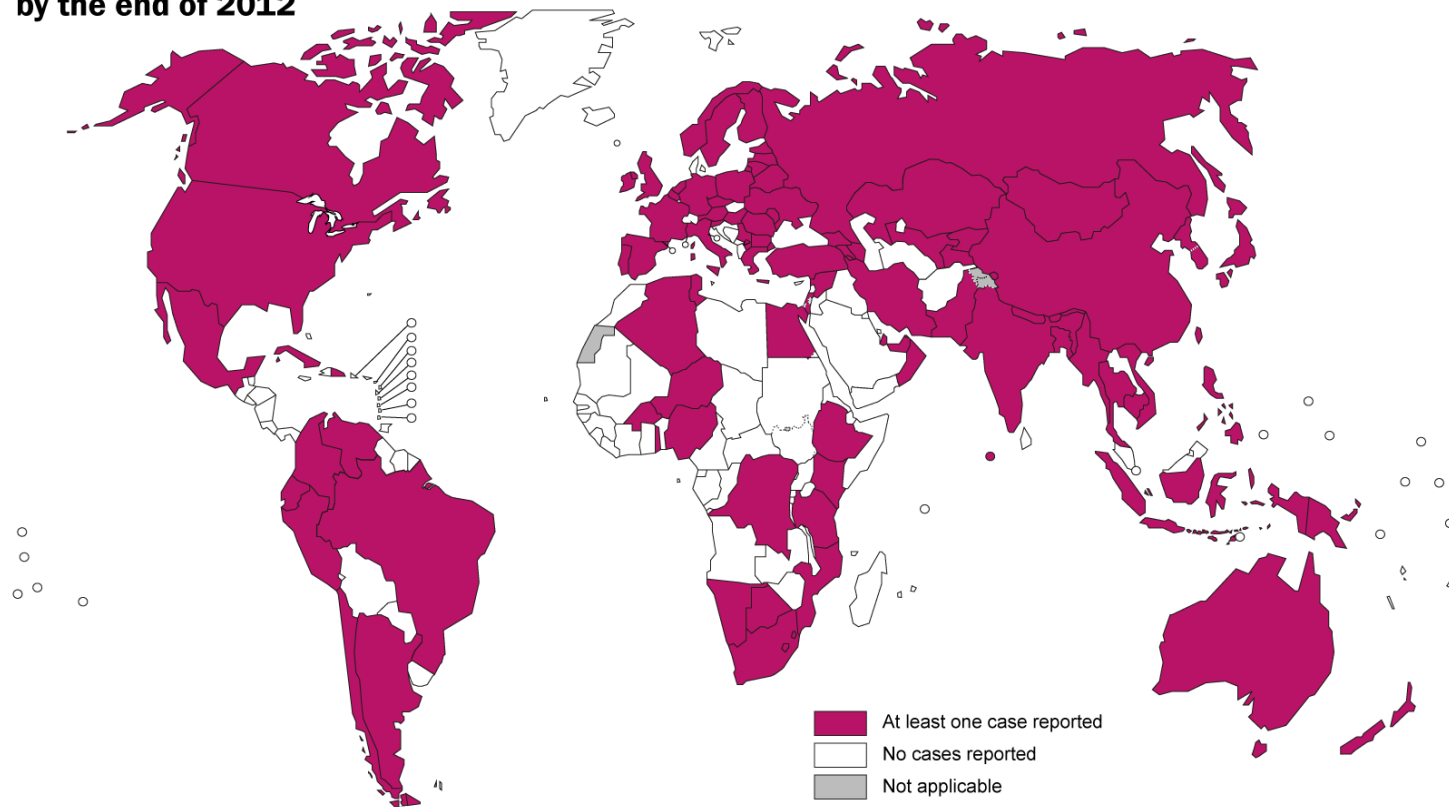 by the end of 2012
At least one case reported
No cases reported
Not applicable